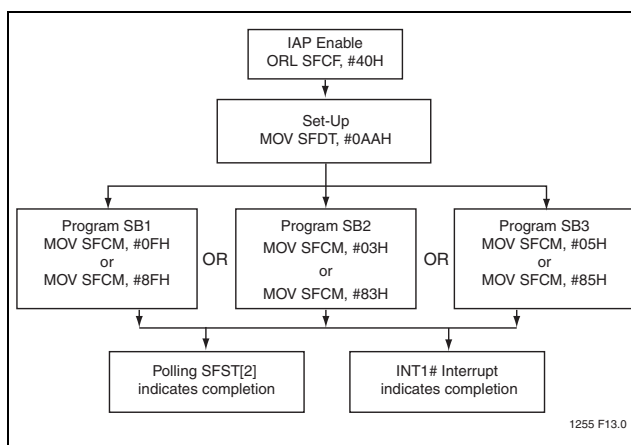 IAP Enable
ORL SFCF, #40H
Set-Up
MOV SFDT, #0AAH
Program SB1
MOV SFCM, #0FH
or
MOV SFCM, #8FH
OR
Program SB2
MOV SFCM, #03H
or
MOV SFCM, #83H
OR
Program SB3
MOV SFCM, #05H
or
MOV SFCM, #85H
Polling SFST[2]
indicates completion
INT1# Interrupt
indicates completion
1255 F13.0